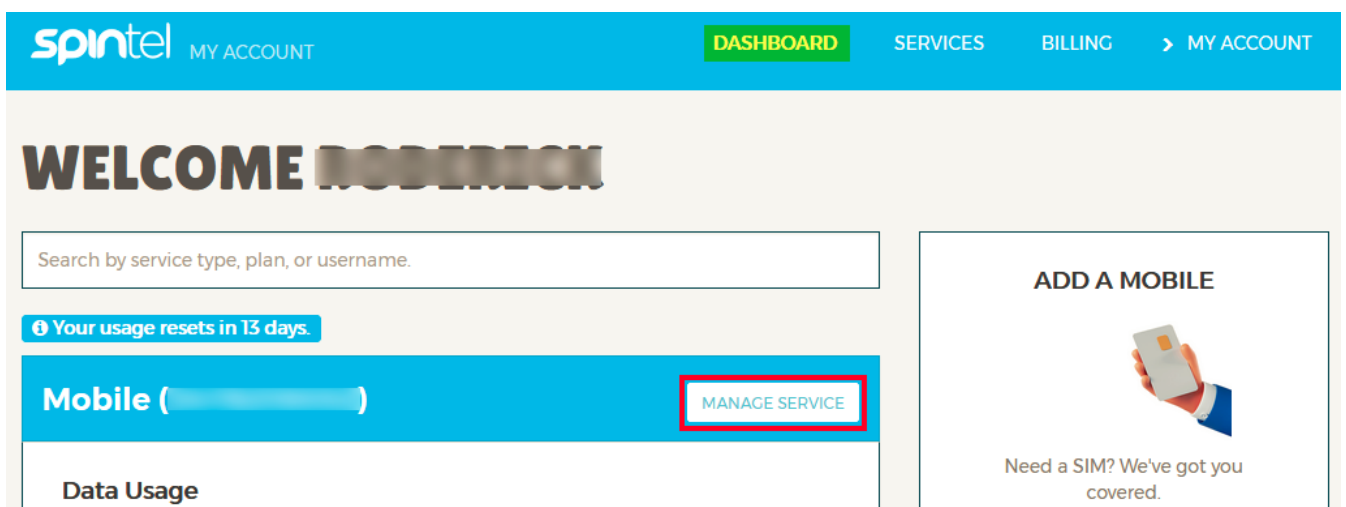 spintel MY ACCOUNT
DASHBOARD
SERVICES
BILLING
MY ACCOUNT
WELCOME
Search by service type, plan, or username.
Your usage resets in 13 days.
Mobile ( )
MANAGE SERVICE
Data Usage
ADD A MOBILE
Need a SIM? We've got you
covered.